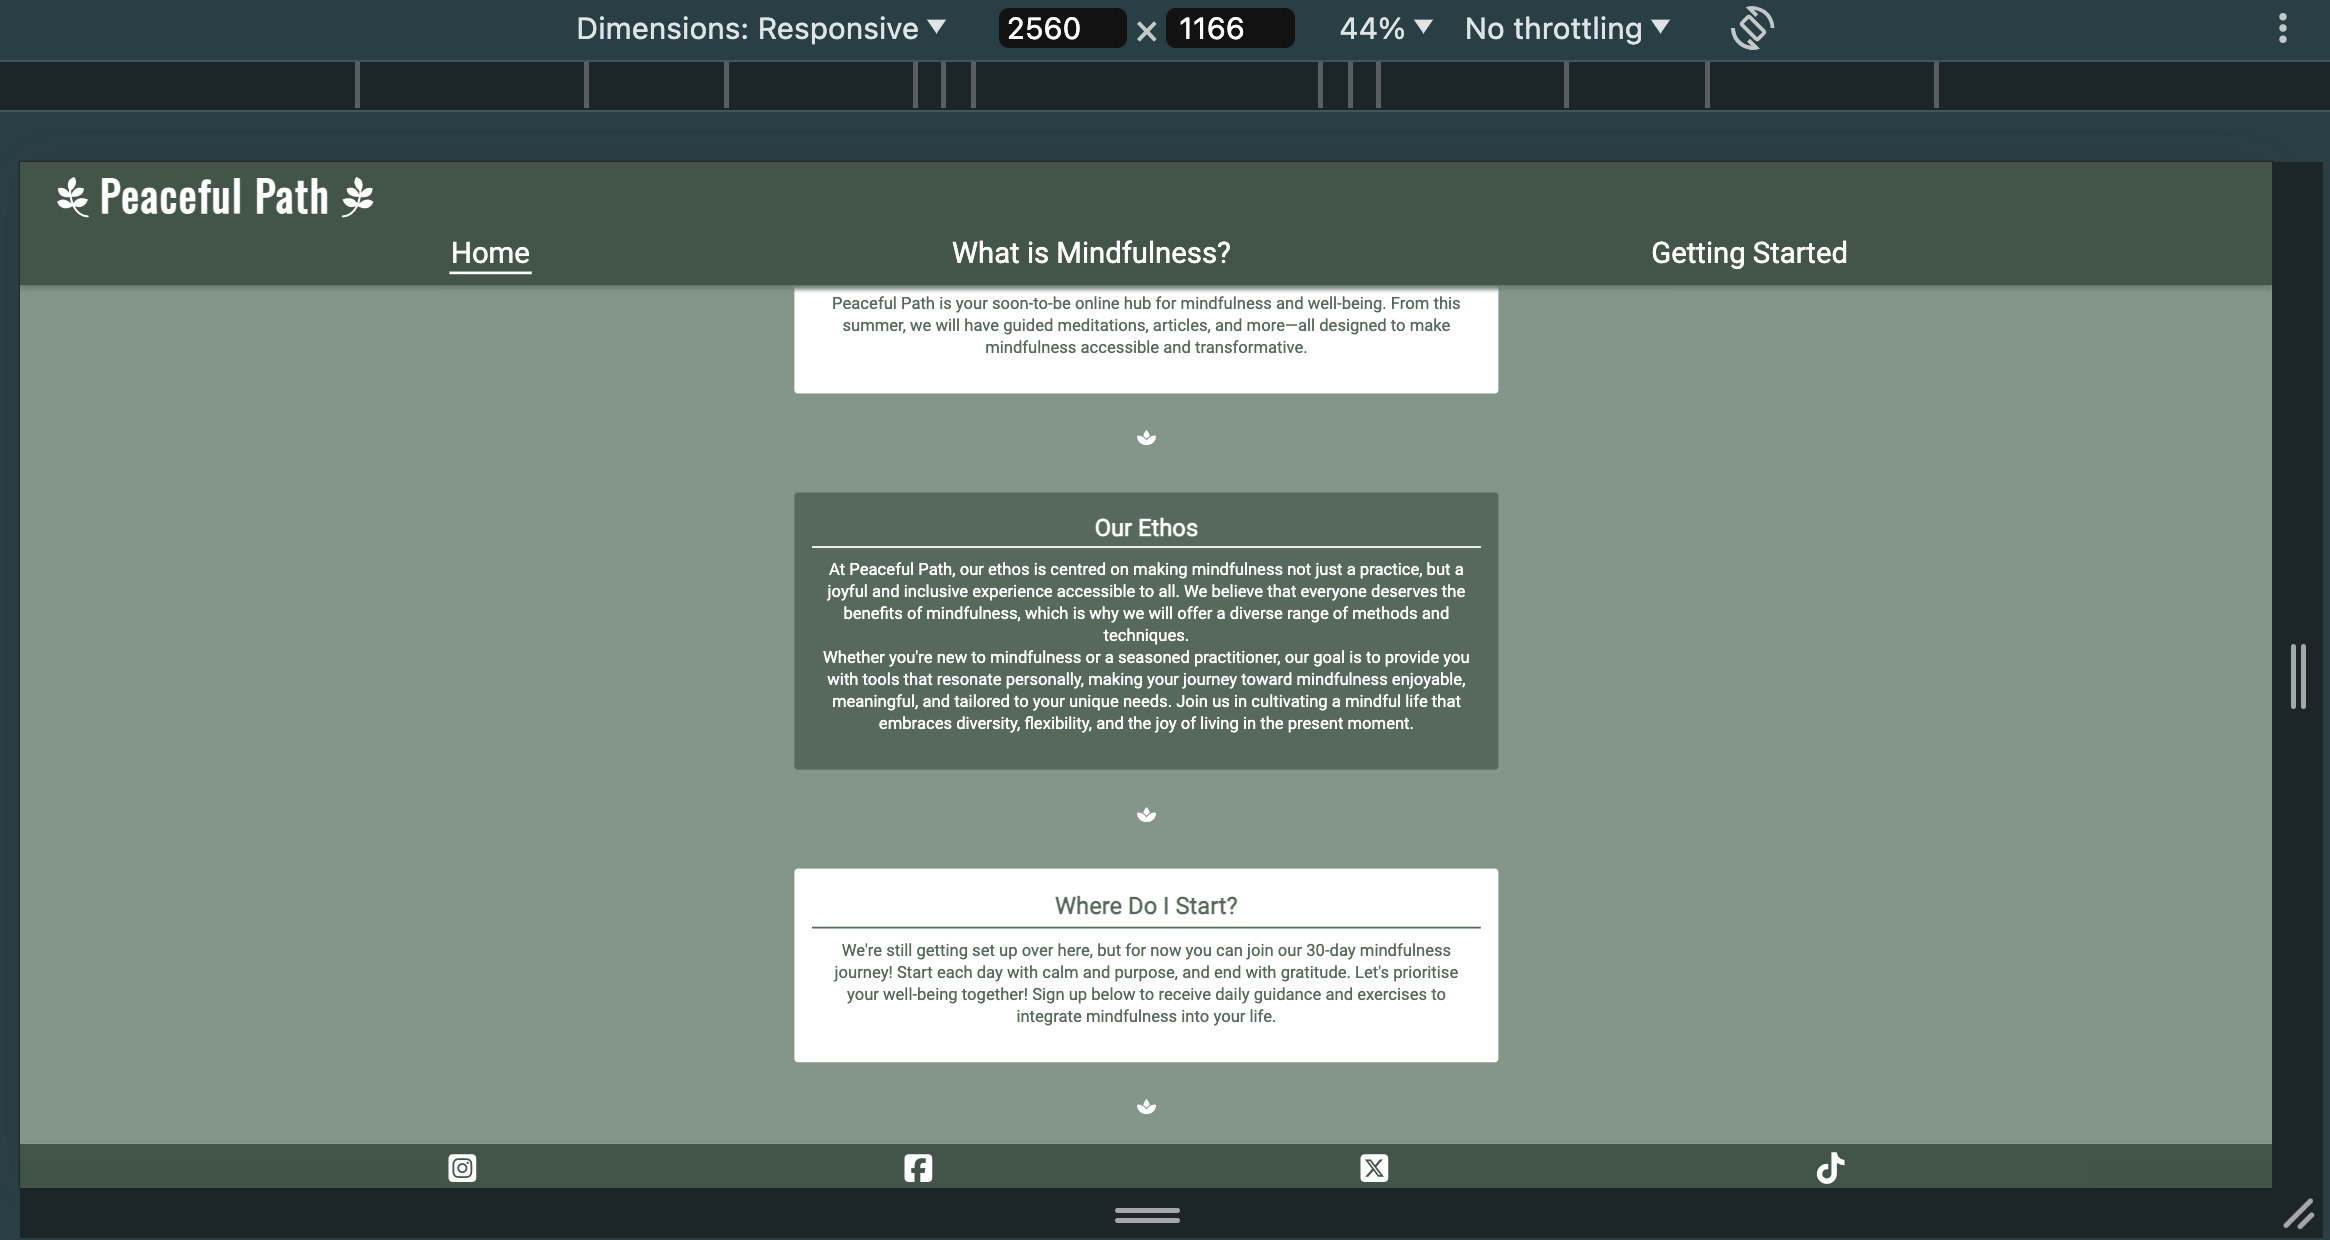 Dimensions: Responsive 2560 × 1166 44% No throttling
Peaceful Path
Home What is Mindfulness? Getting Started
Peaceful Path is your soon-to-be online hub for mindfulness and well-being. From this
summer, we will have guided meditations, articles, and more—all designed to make
mindfulness accessible and transformative.
Our Ethos
At Peaceful Path, our ethos is centred on making mindfulness not just a practice, but a
joyful and inclusive experience accessible to all. We believe that everyone deserves the
benefits of mindfulness, which is why we will offer a diverse range of methods and
techniques.
Whether you're new to mindfulness or a seasoned practitioner, our goal is to provide you
with tools that resonate personally, making your journey toward mindfulness enjoyable,
meaningful, and tailored to your unique needs. Join us in cultivating a mindful life that
embraces diversity, flexibility, and the joy of living in the present moment.
Where Do I Start?
We're still getting set up over here, but for now you can join our 30-day mindfulness
journey! Start each day with calm and purpose, and end with gratitude. Let's prioritise
your well-being together! Sign up below to receive daily guidance and exercises to
integrate mindfulness into your life.